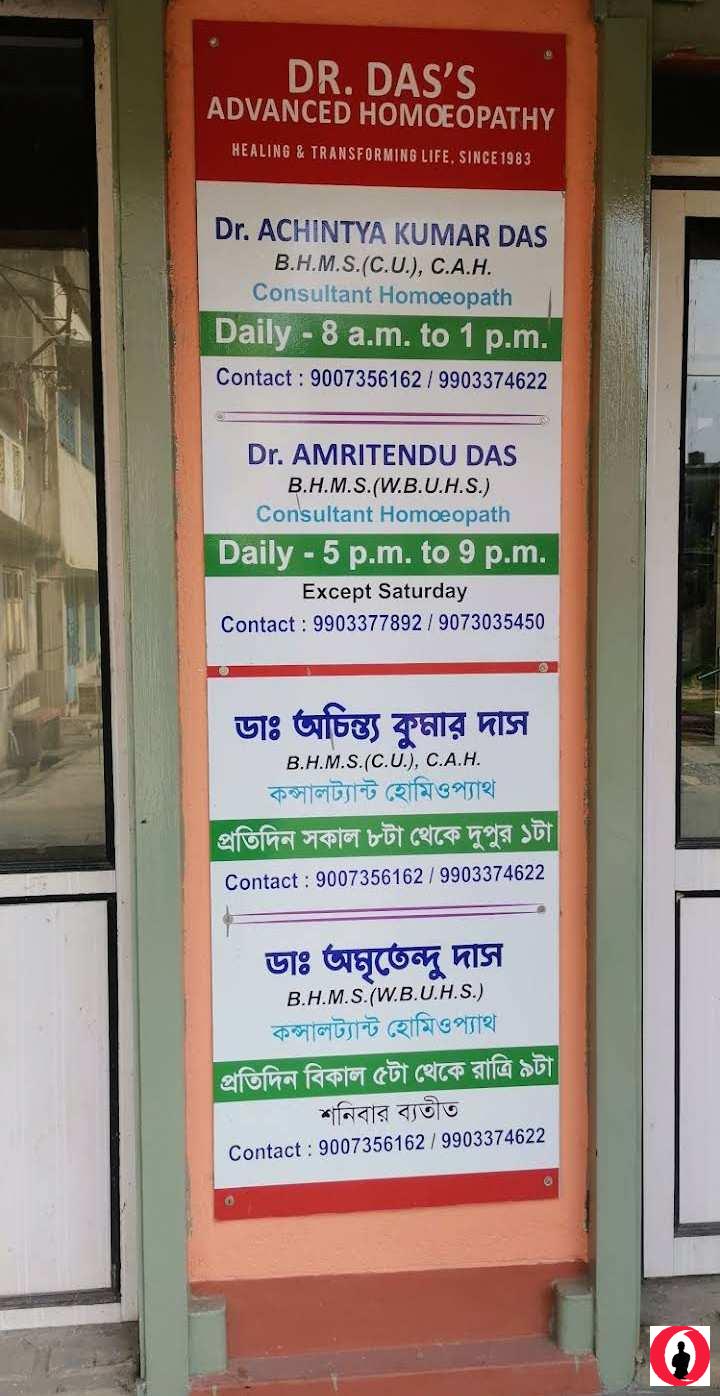 DR. DAS'S
ADVANCED HOMŒOPATHY
HEALING & TRANSFORMING LIFE, SINCE 1983
Dr. ACHINTYA KUMAR DAS
B.H.M.S.(C.U.), C.A.H.
Consultant Homœopath
Daily - 8 a.m. to 1 p.m.
Contact : 9007356162 / 9903374622
Dr. AMRITENDU DAS
B.H.M.S.(W.B.U.H.S.)
Consultant Homœopath
Daily - 5 p.m. to 9 p.m.
Except Saturday
Contact : 9903377892 / 9073035450
ডাঃ অচিন্ত্য কুমার দাস
B.H.M.S.(C.U.), C.A.H.
কন্সালট্যান্ট হোমিওপ্যাথ
প্রতিদিন সকাল ৮টা থেকে দুপুর ১টা
Contact : 9007356162 / 9903374622
ডাঃ অমৃতেন্দু দাস
B.H.M.S.(W.B.U.H.S.)
কন্সালট্যান্ট হোমিওপ্যাথ
প্রতিদিন বিকাল ৫টা থেকে রাত্রি ৯টা
শনিবার ব্যতীত
Contact : 9007356162 / 9903374622